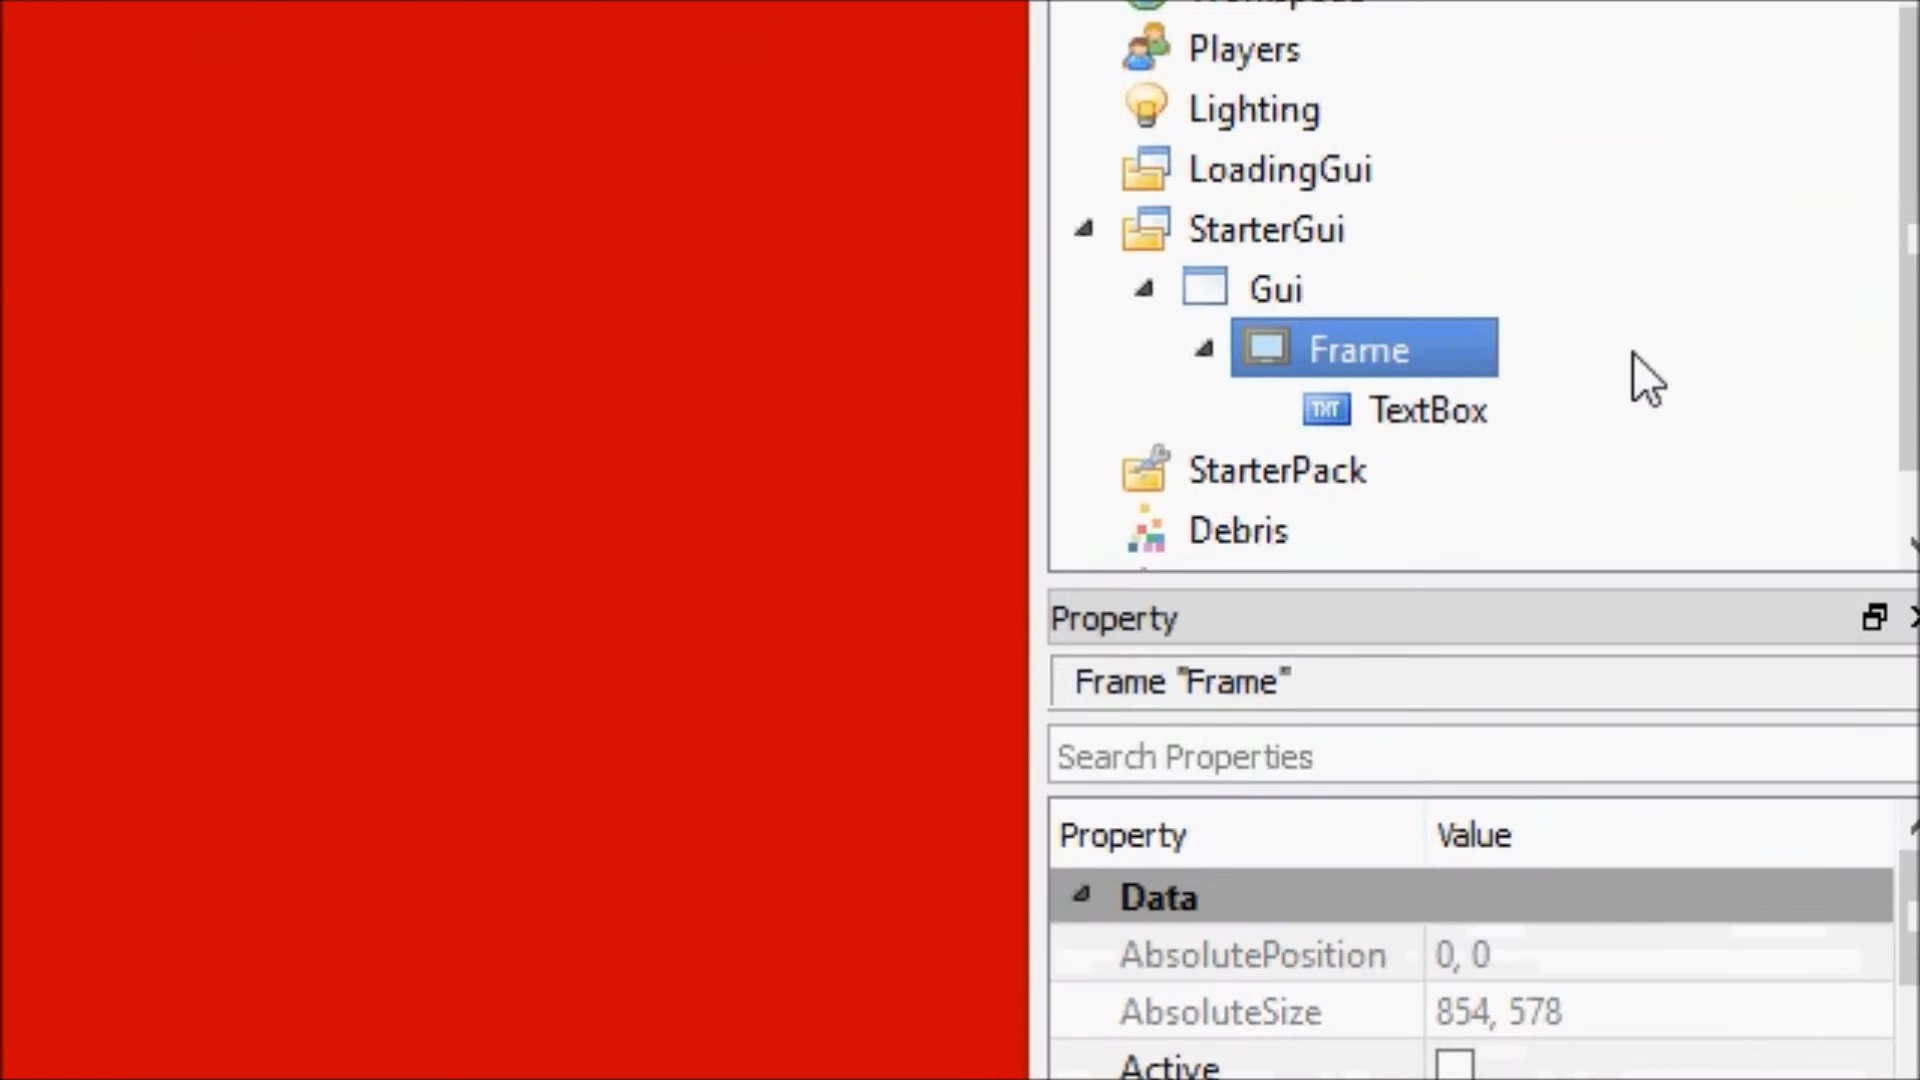 Players
Lighting
LoadingGui
StarterGui
Gui
Frame
TXT TextBox
StarterPack
Debris
Property
Frame "Frame"
Search Properties
Property Value
Data
AbsolutePosition 0, 0
AbsoluteSize 854, 578
Active